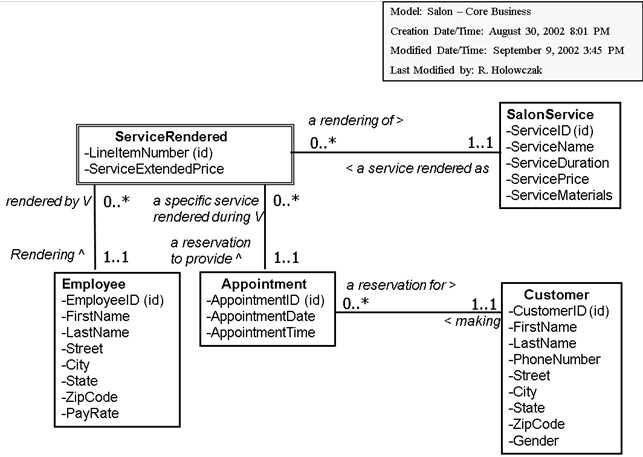 Model: Salon – Core Business
Creation Date/Time: August 30, 2002 8:01 PM
Modified Date/Time: September 9, 2002 3:45 PM
Last Modified by: R. Holowczak
ServiceRendered
-LineItemNumber (id)
-ServiceExtendedPrice
a rendering of >
0..*
1..1
< a service rendered as
SalonService
-ServiceID (id)
-ServiceName
-ServiceDuration
-ServicePrice
-ServiceMaterials
rendered by V
0..*
Rendering ^
1..1
a specific service
rendered during V
0..*
a reservation
to provide ^
1..1
Employee
-EmployeeID (id)
-FirstName
-LastName
-Street
-City
-State
-ZipCode
-PayRate
Appointment
-AppointmentID (id)
-AppointmentDate
-AppointmentTime
a reservation for >
0..*
1..1
< making
Customer
-CustomerID (id)
-FirstName
-LastName
-PhoneNumber
-Street
-City
-State
-ZipCode
-Gender